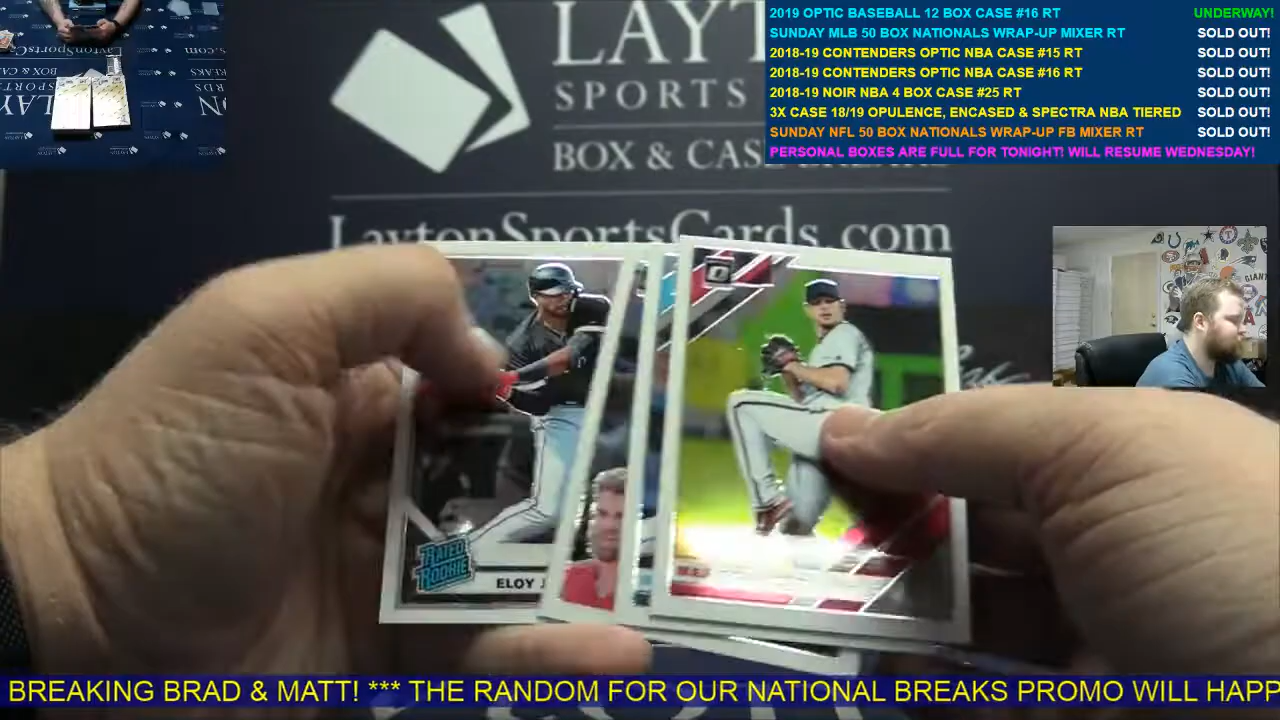 2019 OPTIC BASEBALL 12 BOX CASE #16 RT UNDERWAY!
SUNDAY MLB 50 BOX NATIONALS WRAP-UP MIXER RT SOLD OUT!
2018-19 CONTENDERS OPTIC NBA CASE #15 RT SOLD OUT!
2018-19 CONTENDERS OPTIC NBA CASE #16 RT SOLD OUT!
2018-19 NOIR NBA 4 BOX CASE #25 RT SOLD OUT!
3X CASE 18/19 OPULENCE, ENCASED & SPECTRA NBA TIERED SOLD OUT!
SUNDAY NFL 50 BOX NATIONALS WRAP-UP FB MIXER RT SOLD OUT!
PERSONAL BOXES ARE FULL FOR TONIGHT! WILL RESUME WEDNESDAY!
LAYT
SPORTS
BOX & CASE
LaytonSportsCards.com
RATED
ROOKIE
ELOY J
BREAKING BRAD & MATT! *** THE RANDOM FOR OUR NATIONAL BREAKS PROMO WILL HAPP